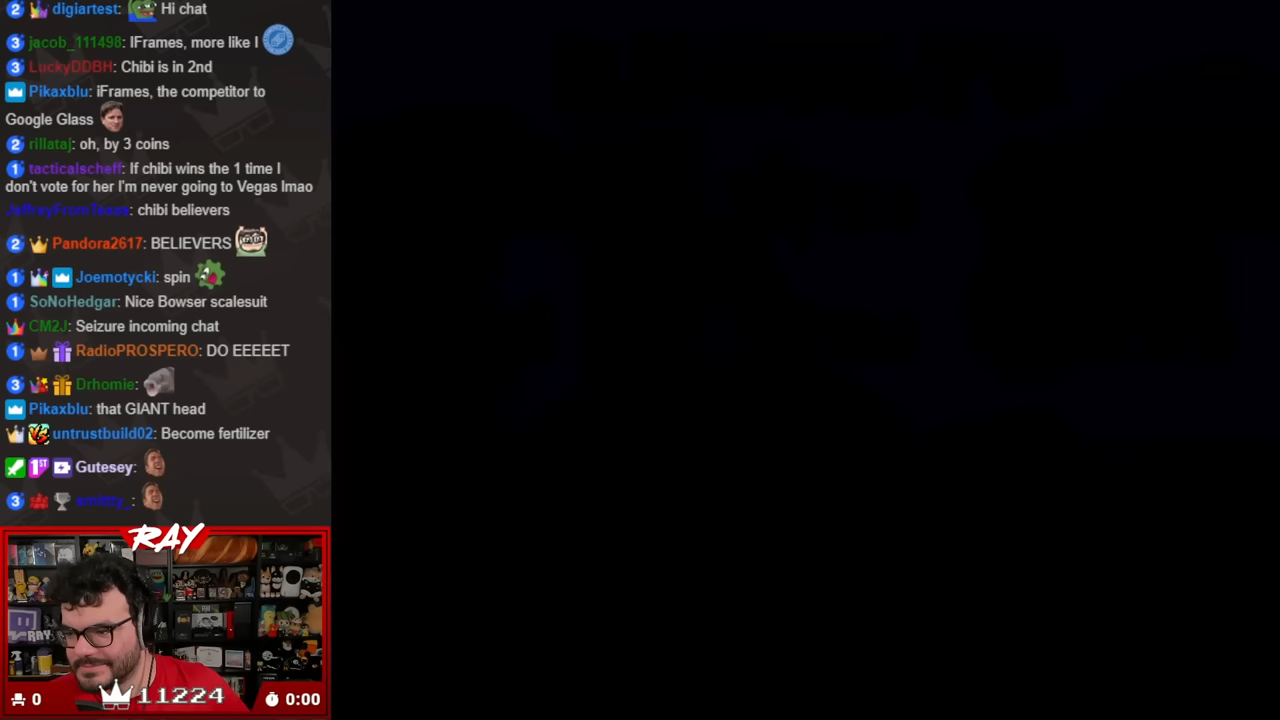 2 digiartest: Hi chat
3 jacob_111498: IFrames, more like I
3 LuckyDDBH: Chibi is in 2nd
Pikaxblu: iFrames, the competitor to
Google Glass
2 rillataj: oh, by 3 coins
1 tacticalscheff: If chibi wins the 1 time I
don't vote for her I'm never going to Vegas lmao
JaffreyFromTexas: chibi believers
2 Pandora2617: BELIEVERS
1 Joemotycki: spin
1 SoNoHedgar: Nice Bowser scalesuit
CM2J: Seizure incoming chat
1 RadioPROSPERO: DO EEEEET
3 Drhomie:
Pikaxblu: that GIANT head
untrustbuild02: Become fertilizer
1ST Gutesey:
3 smittty_:
RAY
RAY
0 11224 0:00